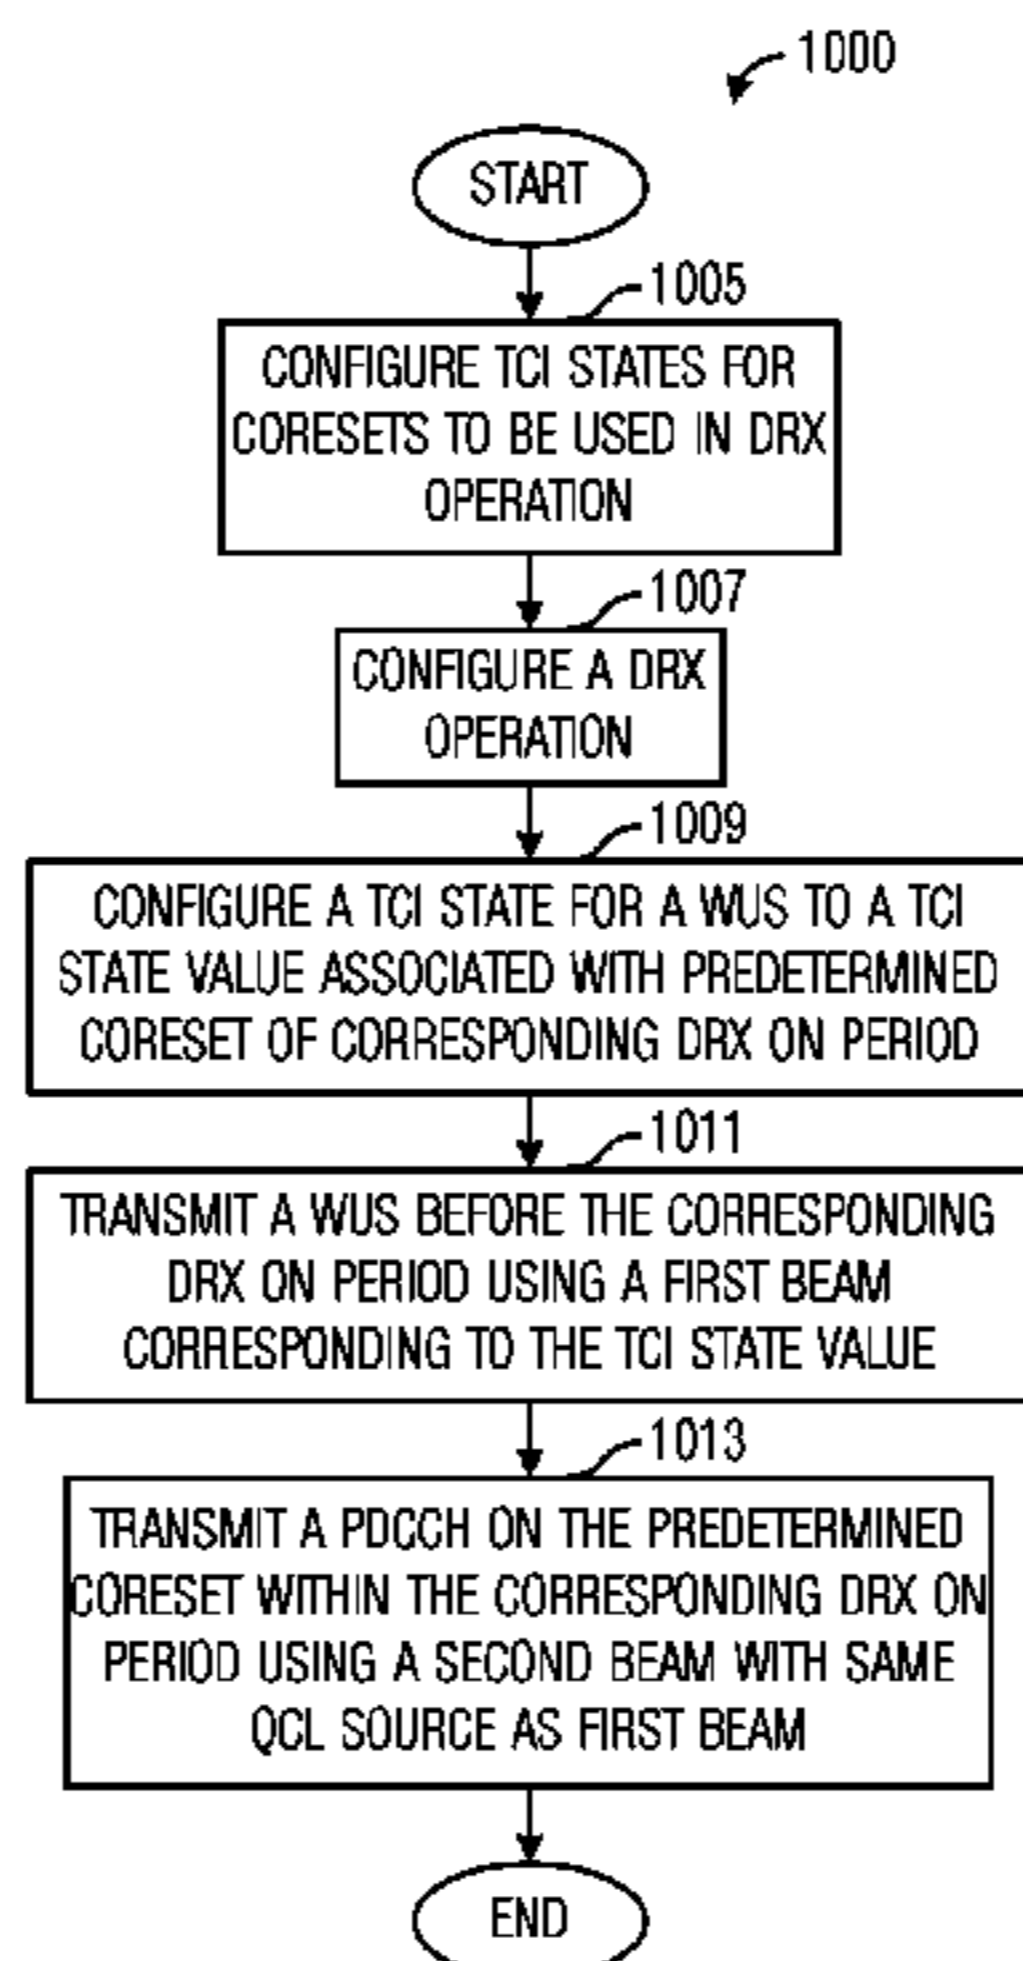 1000
START
1005
CONFIGURE TCI STATES FOR
CORESETS TO BE USED IN DRX
OPERATION
1007
CONFIGURE A DRX
OPERATION
1009
CONFIGURE A TCI STATE FOR A WUS TO A TCI
STATE VALUE ASSOCIATED WITH PREDETERMINED
CORESET OF CORRESPONDING DRX ON PERIOD
1011
TRANSMIT A WUS BEFORE THE CORRESPONDING
DRX ON PERIOD USING A FIRST BEAM
CORRESPONDING TO THE TCI STATE VALUE
1013
TRANSMIT A PDCCH ON THE PREDETERMINED
CORESET WITHIN THE CORRESPONDING DRX ON
PERIOD USING A SECOND BEAM WITH SAME
QCL SOURCE AS FIRST BEAM
END